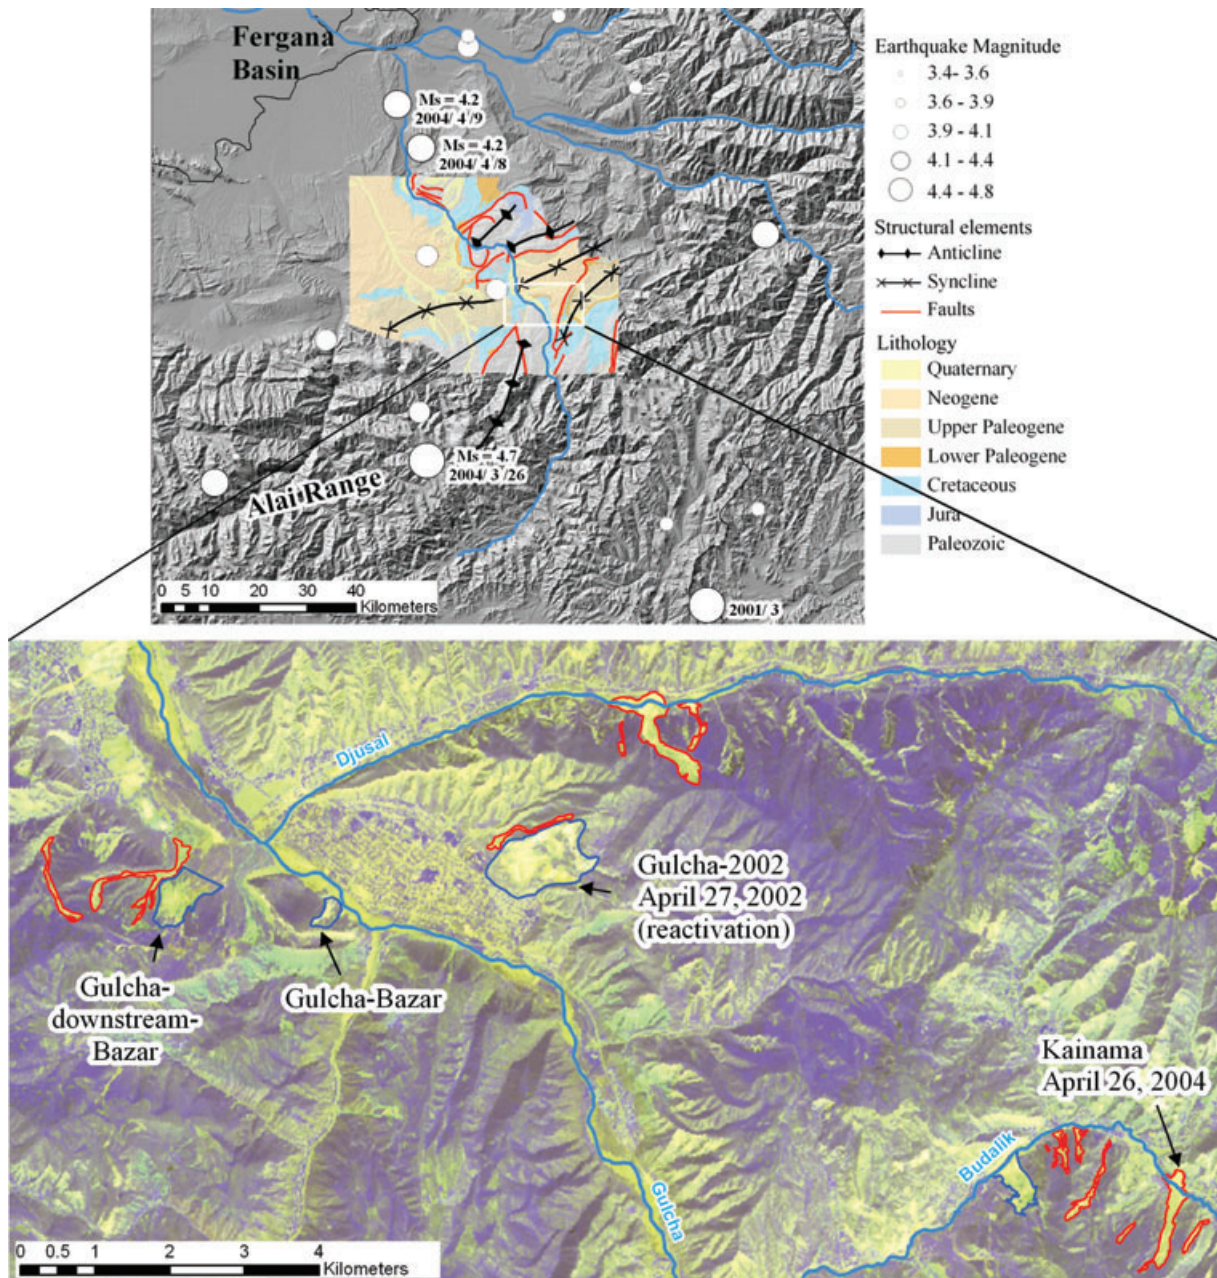 Fergana
Basin
Ms = 4.2
2004/ 4 /9
Ms = 4.2
2004/ 4 /8
Ms = 4.7
2004/ 3 /26
Alai Range
2001/ 3
0 5 10 20 30 40
Kilometers
Earthquake Magnitude
3.4- 3.6
3.6 - 3.9
3.9 - 4.1
4.1 - 4.4
4.4 - 4.8
Structural elements
Anticline
Syncline
Faults
Lithology
Quaternary
Neogene
Upper Paleogene
Lower Paleogene
Cretaceous
Jura
Paleozoic
Djusai
Gulcha-2002
April 27, 2002
(reactivation)
Gulcha-
downstream-
Bazar
Gulcha-Bazar
Kainama
April 26, 2004
Budalik
Gulcha
0 0.5 1 2 3 4
Kilometers